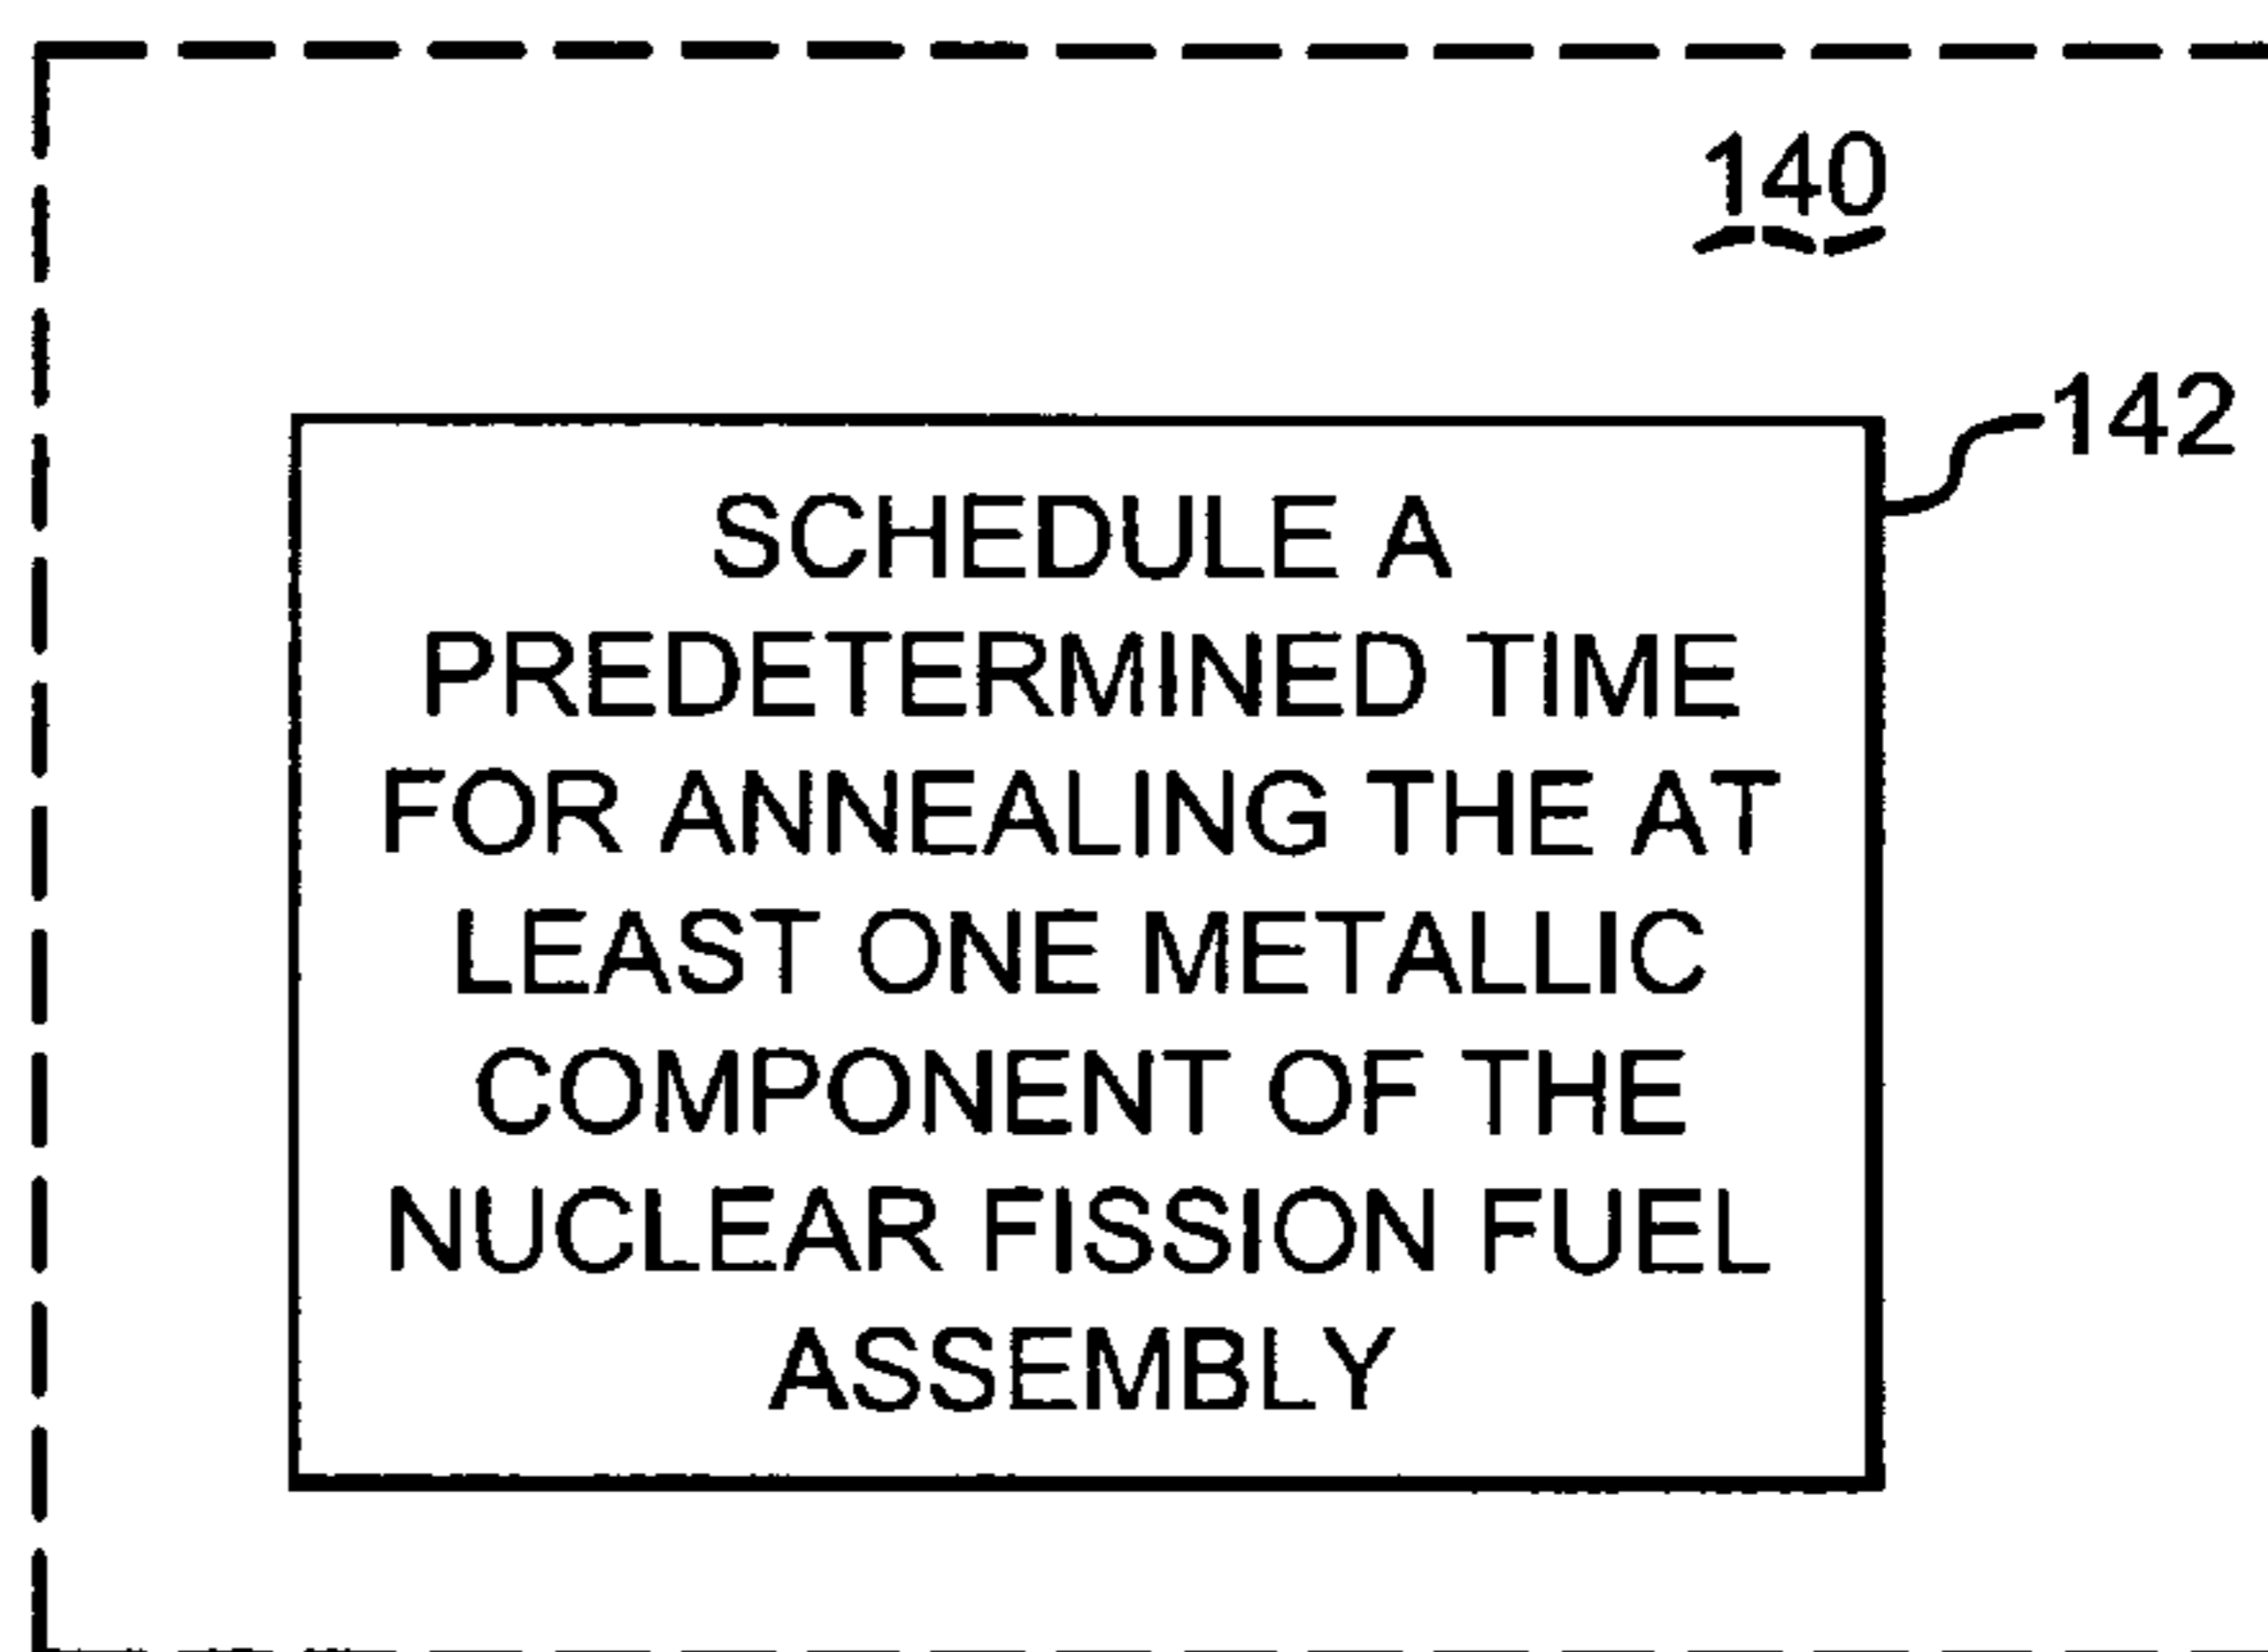 140
142
SCHEDULE A
PREDETERMINED TIME
FOR ANNEALING THE AT
LEAST ONE METALLIC
COMPONENT OF THE
NUCLEAR FISSION FUEL
ASSEMBLY